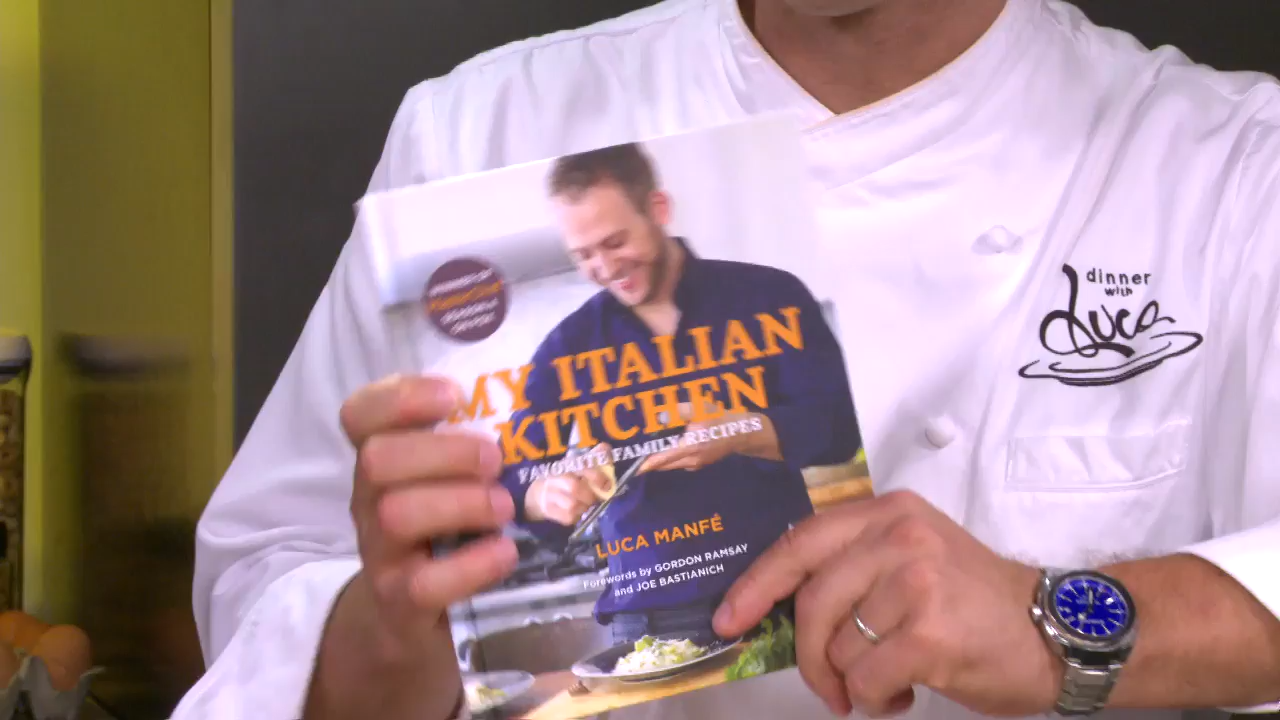 dinner
with
Luca
MY ITALIAN
KITCHEN
FAVORITE FAMILY RECIPES
LUCA MANFÉ
Forewords by GORDON RAMSAY
and JOE BASTIANICH